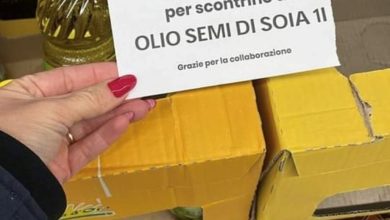 per scontrino
OLIO SEMI DI SOIA 1l
Grazie per la collaborazione